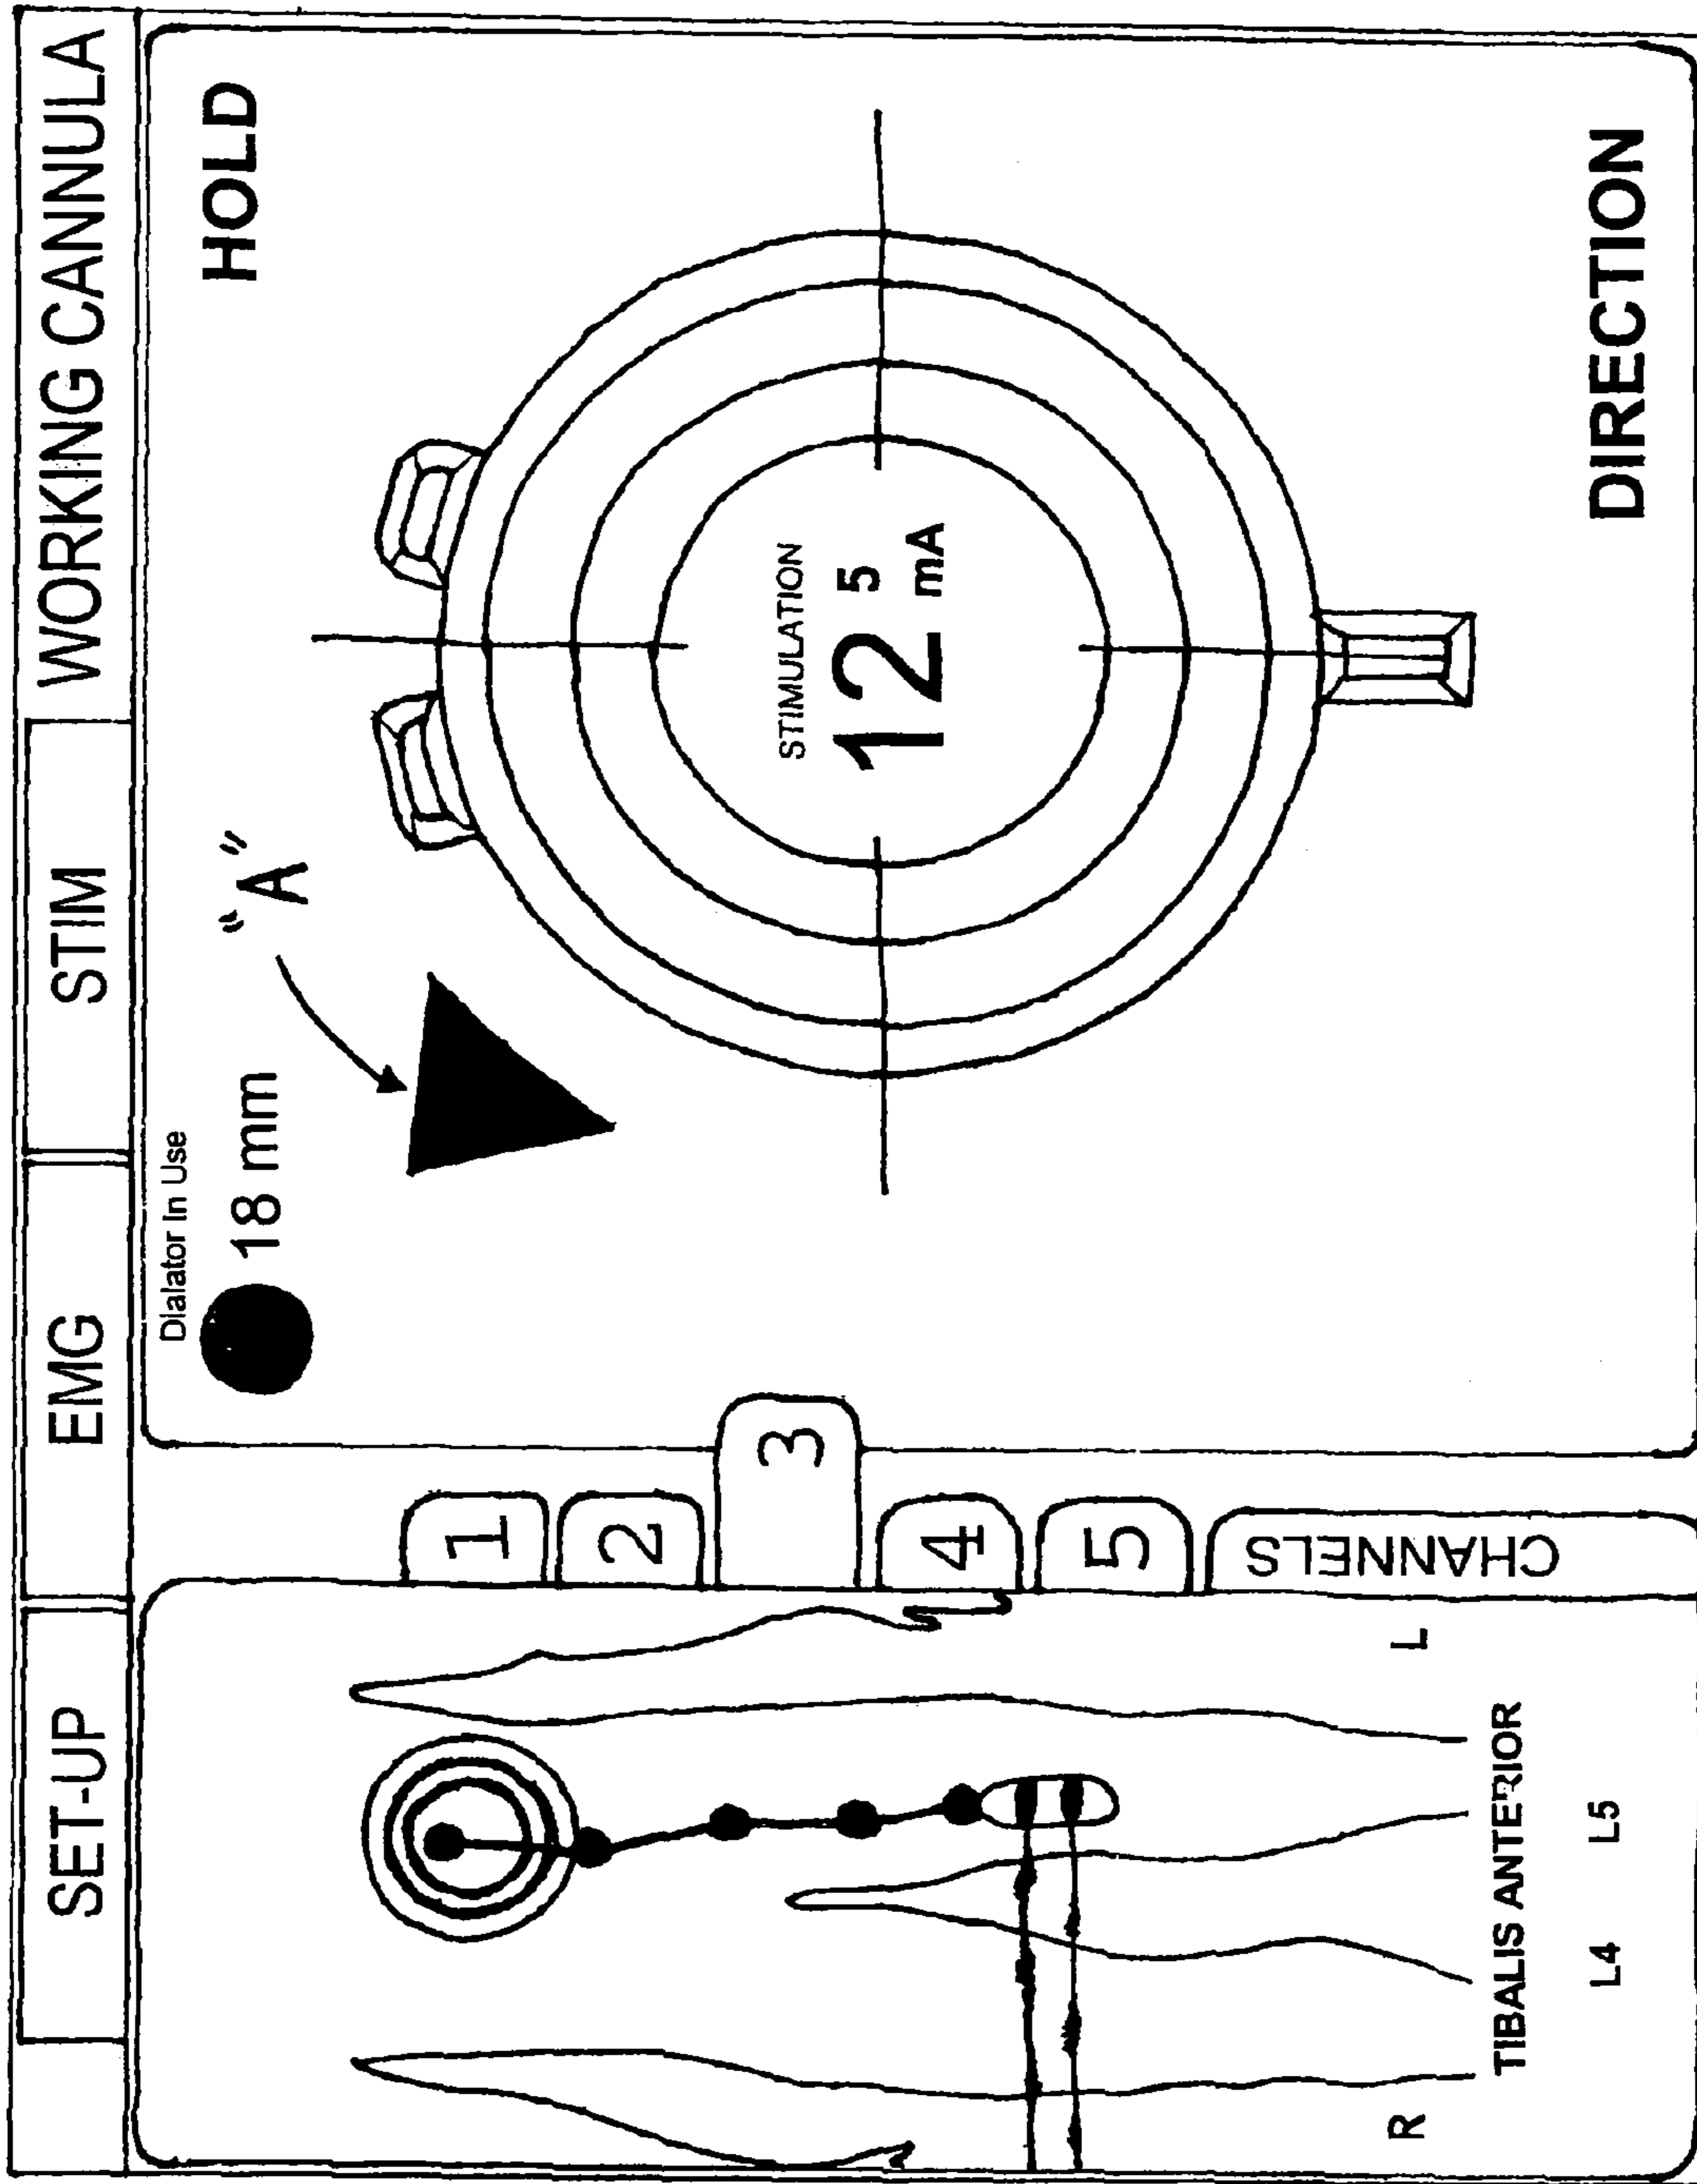 SET-UP
EMG
STIM
WORKING CANNULA
R
L
TIBALIS ANTERIOR
L4 L5
1
2
3
4
5
CHANNELS
Dialator In Use
18 mm
“A”
HOLD
STIMULATION
12 5
mA
DIRECTION